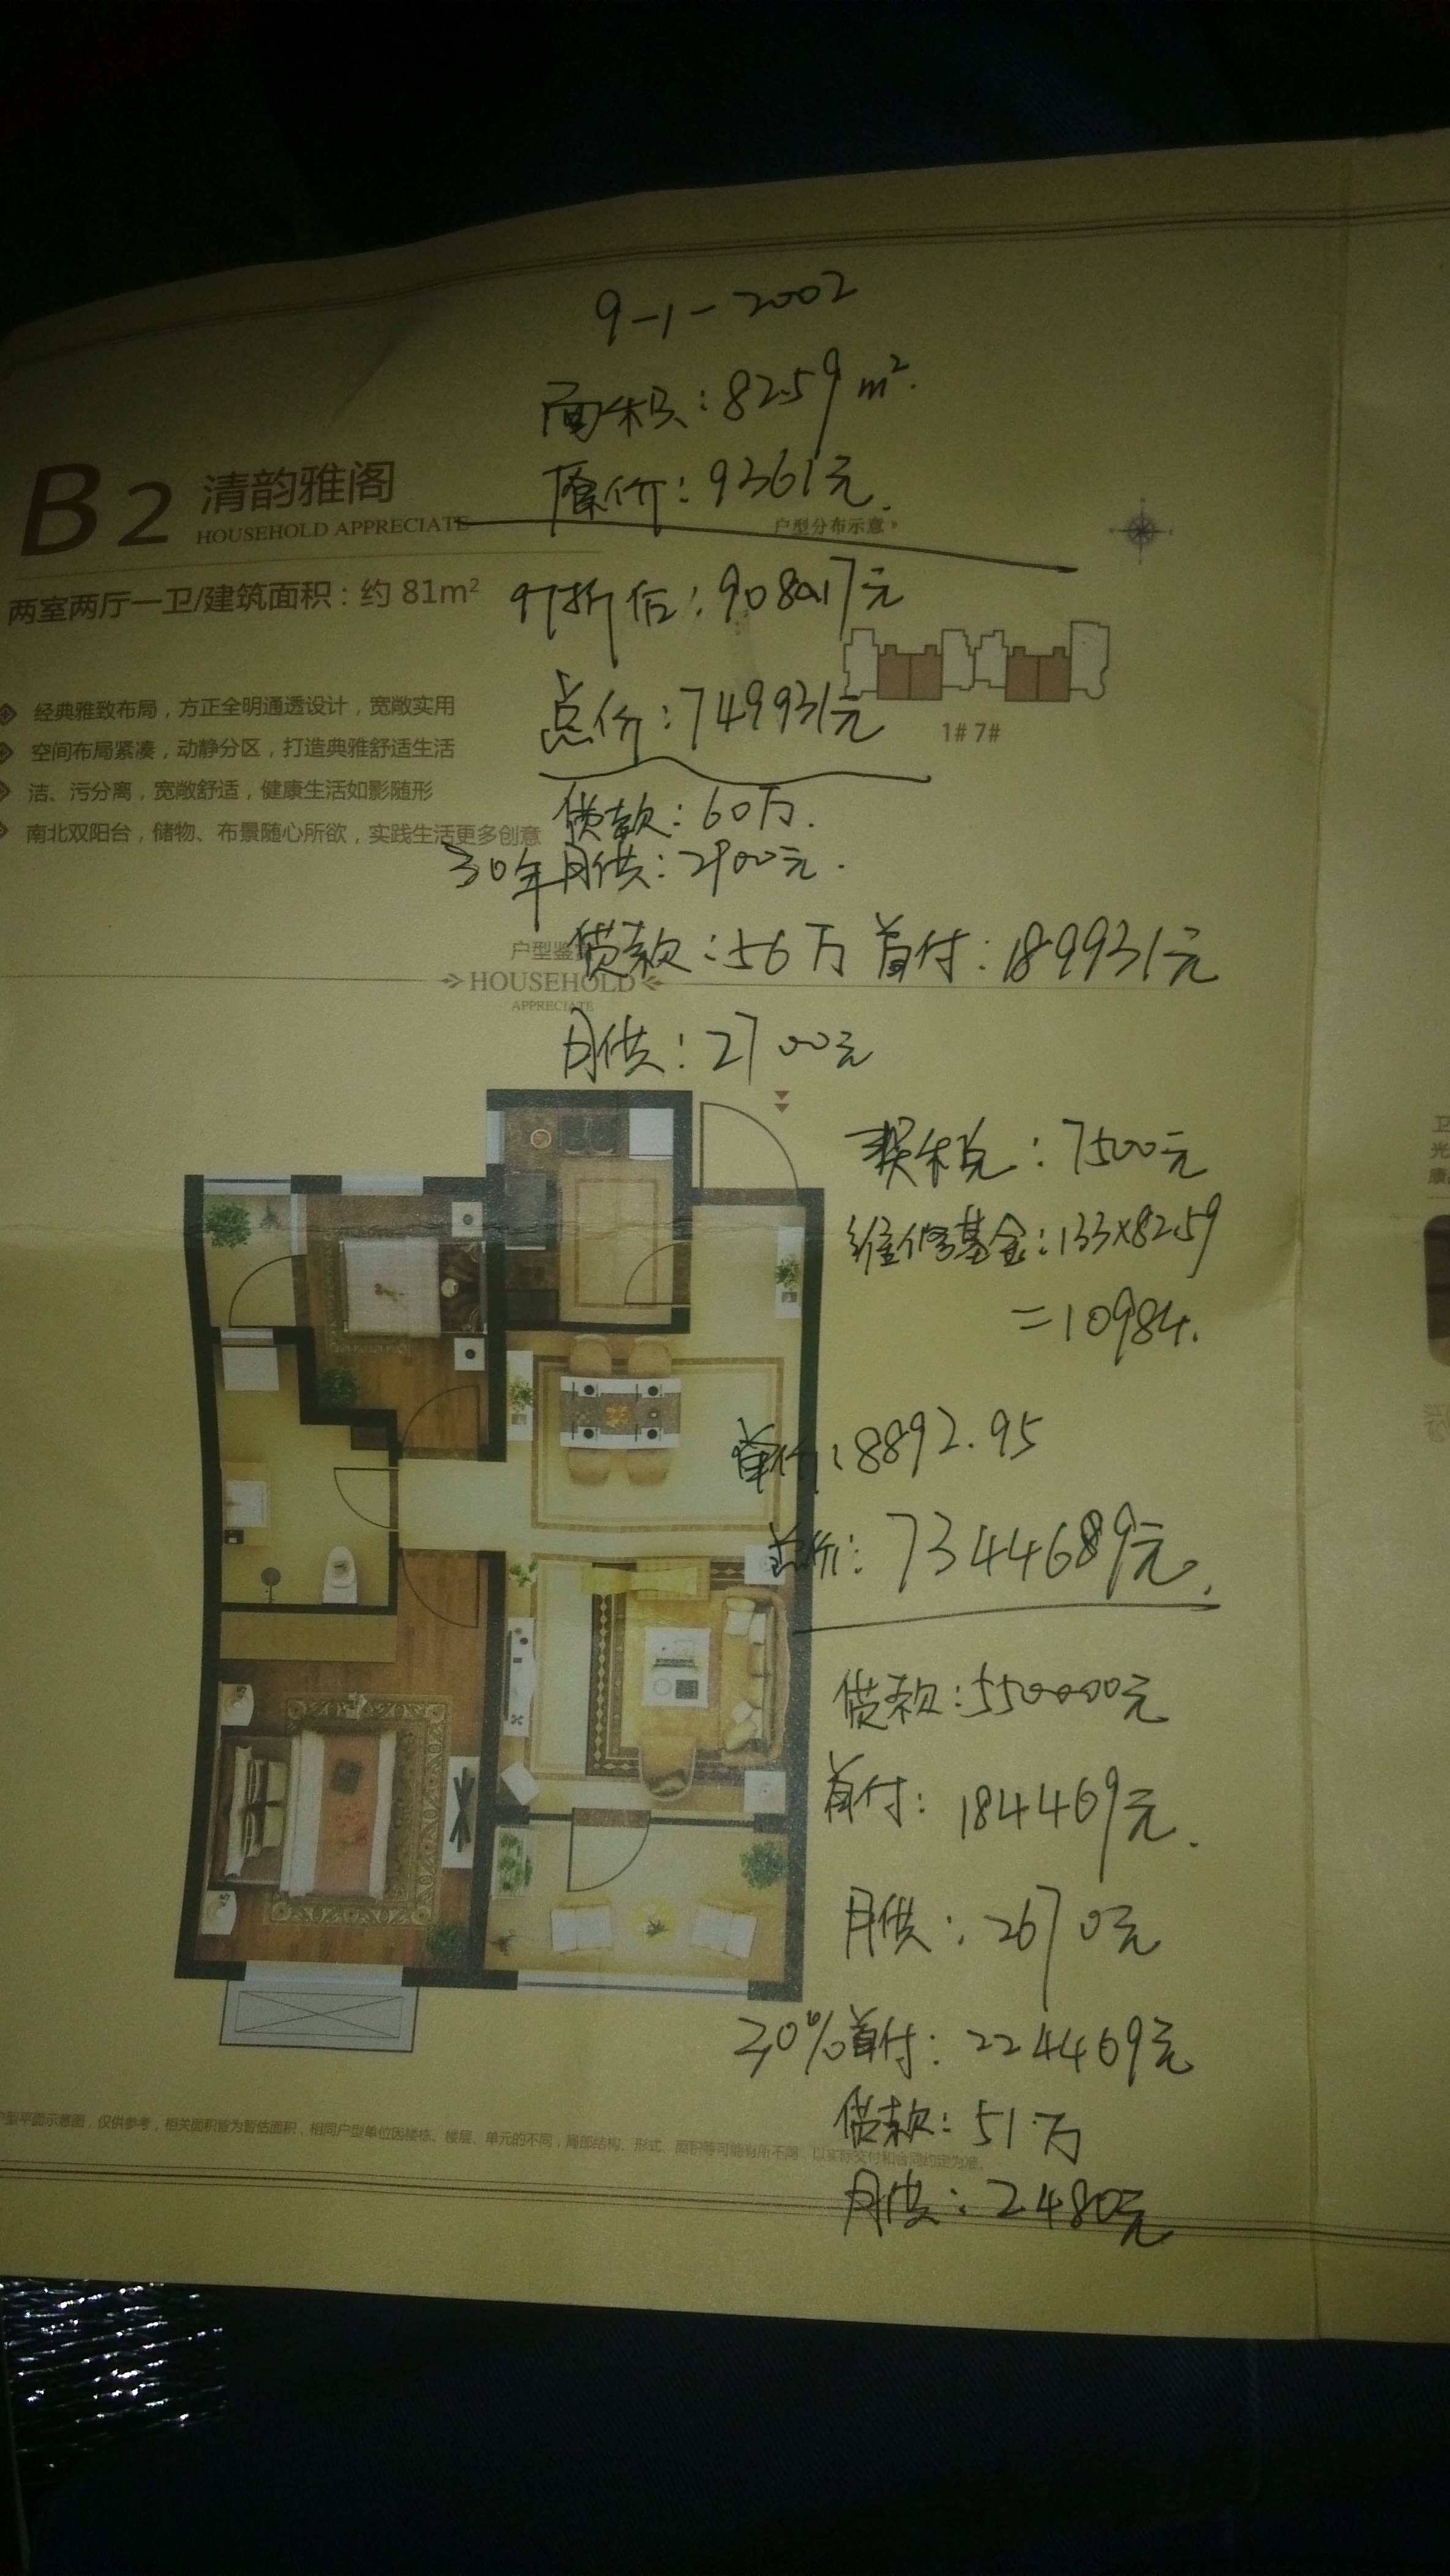 9-1-2002
面积：82.59m²
原价：9361元
B2 清韵雅阁
HOUSEHOLD APPRECIATE
户型分布示意
两室两厅一卫/建筑面积：约 81m²
97折后：9080.17元
总价：749931元
1# 7#
经典雅致布局，方正全明通透设计，宽敞实用
空间布局紧凑，动静分区，打造典雅舒适生活
洁、污分离，宽敞舒适，健康生活如影随形
南北双阳台，储物、布景随心所欲，实践生活更多创意
贷款：60万.
30年月供：2900元.
贷款：56万 首付：189931元
户型鉴
HOUSEHOLD
APPRECIATE
月供：2700元
契税：7500元
维修基金：133×82.59
=10984.
单价：8892.95
总价：734468.9元.
贷款：550000元
首付：184469元.
月供：2670元
30%首付：224469元
贷款：51万
月供：2480元
户型平面示意图，仅供参考，相关面积皆为暂估面积，相同户型单位因楼栋、楼层、单元的不同，局部结构、形式、面积等可能有所不同，以实际交付和合同约定为准。
卫
光
康